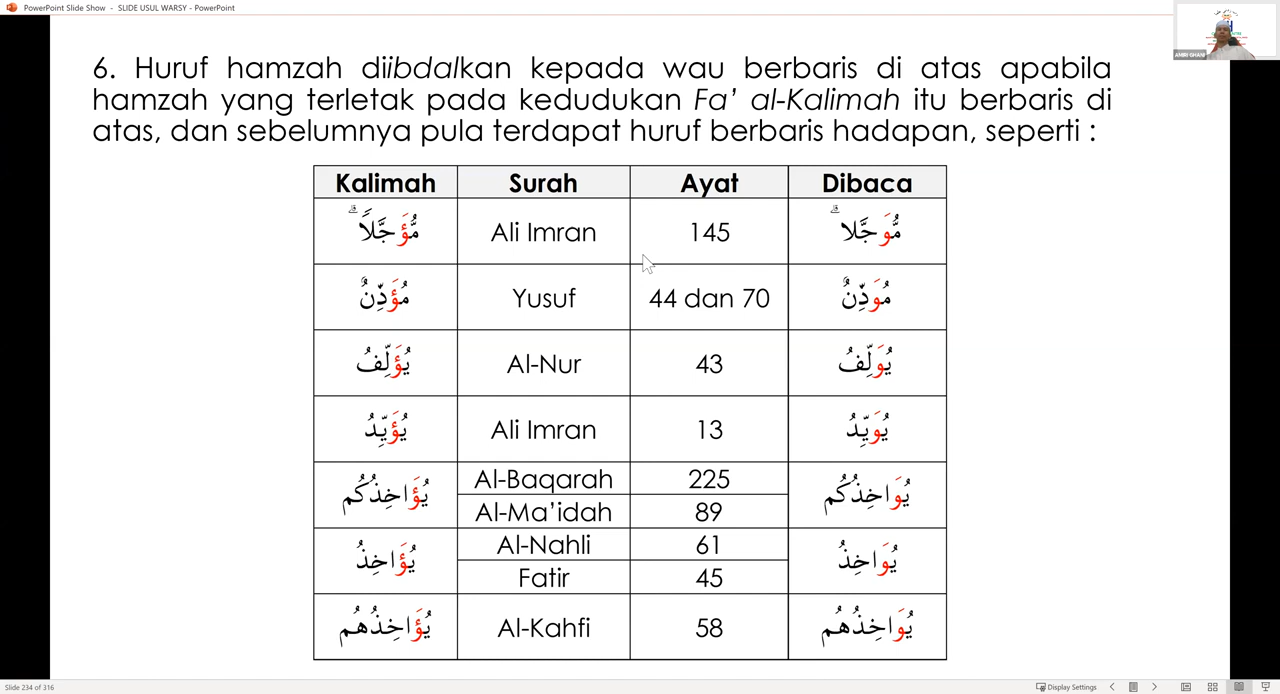 PowerPoint Slide Show - SLIDE USUL WARSY - PowerPoint
AMIRI GHANI
6. Huruf hamzah diibdalkan kepada wau berbaris di atas apabila
hamzah yang terletak pada kedudukan Fa’ al-Kalimah itu berbaris di
atas, dan sebelumnya pula terdapat huruf berbaris hadapan, seperti :
Kalimah Surah Ayat Dibaca
مُّؤَجَّلاً ۗ Ali Imran 145 مُّوَجَّلا ۗ
مُؤَذِّنٌ Yusuf 44 dan 70 مُوَذِّنٌ
يُؤَلِّفُ Al-Nur 43 يُوَلِّفُ
يُؤَيِّدُ Ali Imran 13 يُوَيِّدُ
يُؤَاخِذُكُم Al-Baqarah 225 يُوَاخِذُكُم
Al-Ma’idah 89
يُؤَاخِذُ Al-Nahli 61 يُوَاخِذُ
Fatir 45
يُؤَاخِذُهُم Al-Kahfi 58 يُوَاخِذُهُم
Slide 234 of 316
Display Settings